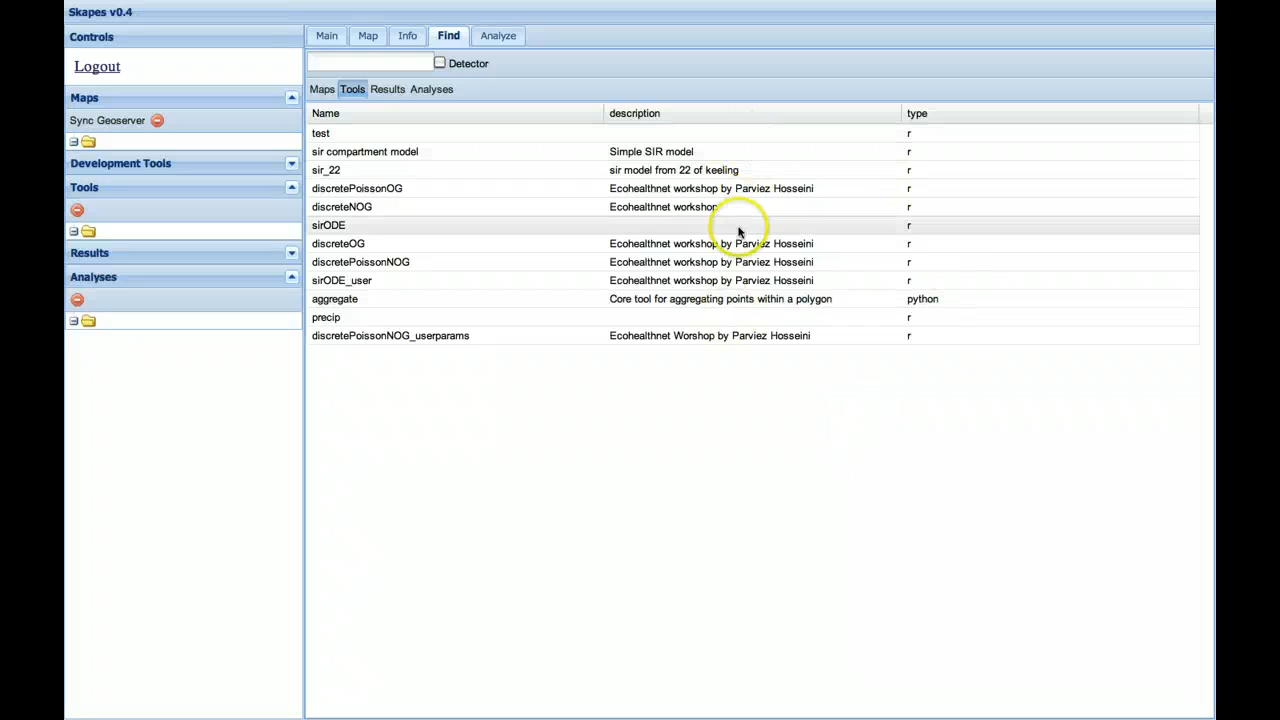 Skapes v0.4
Controls
Logout
Maps
Sync Geoserver
Development Tools
Tools
Results
Analyses
Main Map Info Find Analyze
Detector
Maps Tools Results Analyses
Name description type
test r
sir compartment model Simple SIR model r
sir_22 sir model from 22 of keeling r
discretePoissonOG Ecohealthnet workshop by Parviez Hosseini r
discreteNOG Ecohealthnet workshop r
sirODE r
discreteOG Ecohealthnet workshop by Parviez Hosseini r
discretePoissonNOG Ecohealthnet workshop by Parviez Hosseini r
sirODE_user Ecohealthnet workshop by Parviez Hosseini r
aggregate Core tool for aggregating points within a polygon python
precip r
discretePoissonNOG_userparams Ecohealthnet Worshop by Parviez Hosseini r